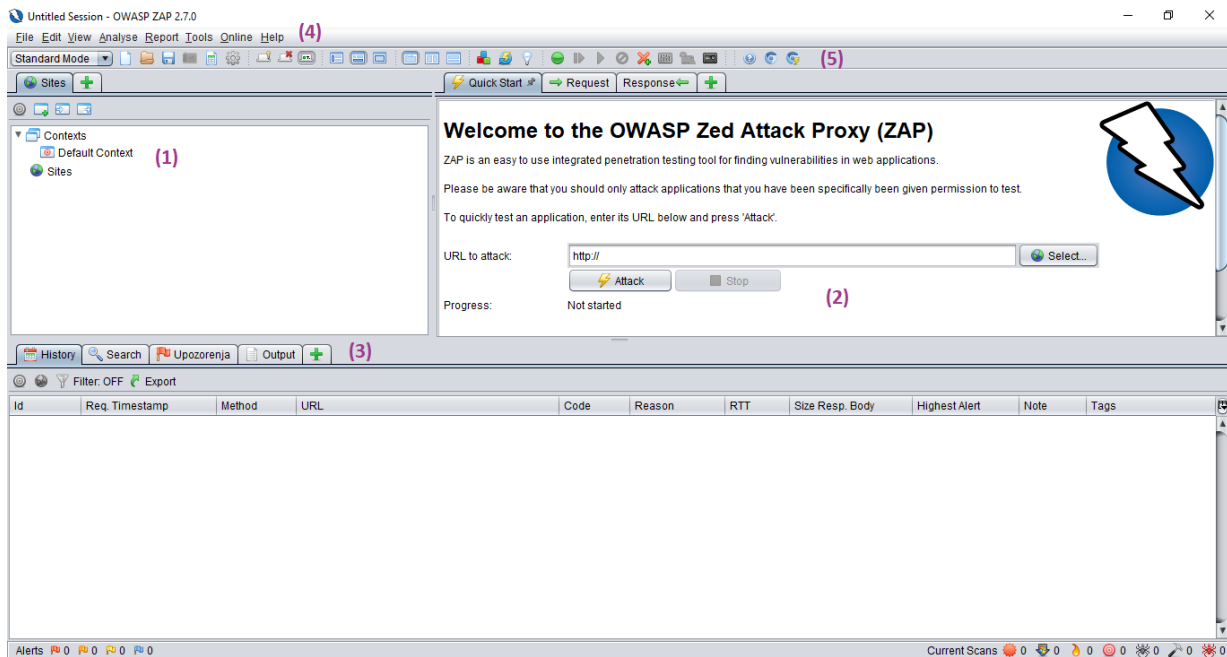 Untitled Session - OWASP ZAP 2.7.0
File Edit View Analyse Report Tools Online Help (4)
Standard Mode (5)
Sites
Quick Start Request Response
Contexts
Default Context (1)
Sites
Welcome to the OWASP Zed Attack Proxy (ZAP)
ZAP is an easy to use integrated penetration testing tool for finding vulnerabilities in web applications.
Please be aware that you should only attack applications that you have been specifically been given permission to test.
To quickly test an application, enter its URL below and press 'Attack'.
URL to attack: http:// Select...
Attack Stop
(2)
Progress: Not started
History Search Upozorenja Output (3)
Filter: OFF Export
Id Req. Timestamp Method URL Code Reason RTT Size Resp. Body Highest Alert Note Tags
Alerts 0 0 0 0 Current Scans 0 0 0 0 0 0 0